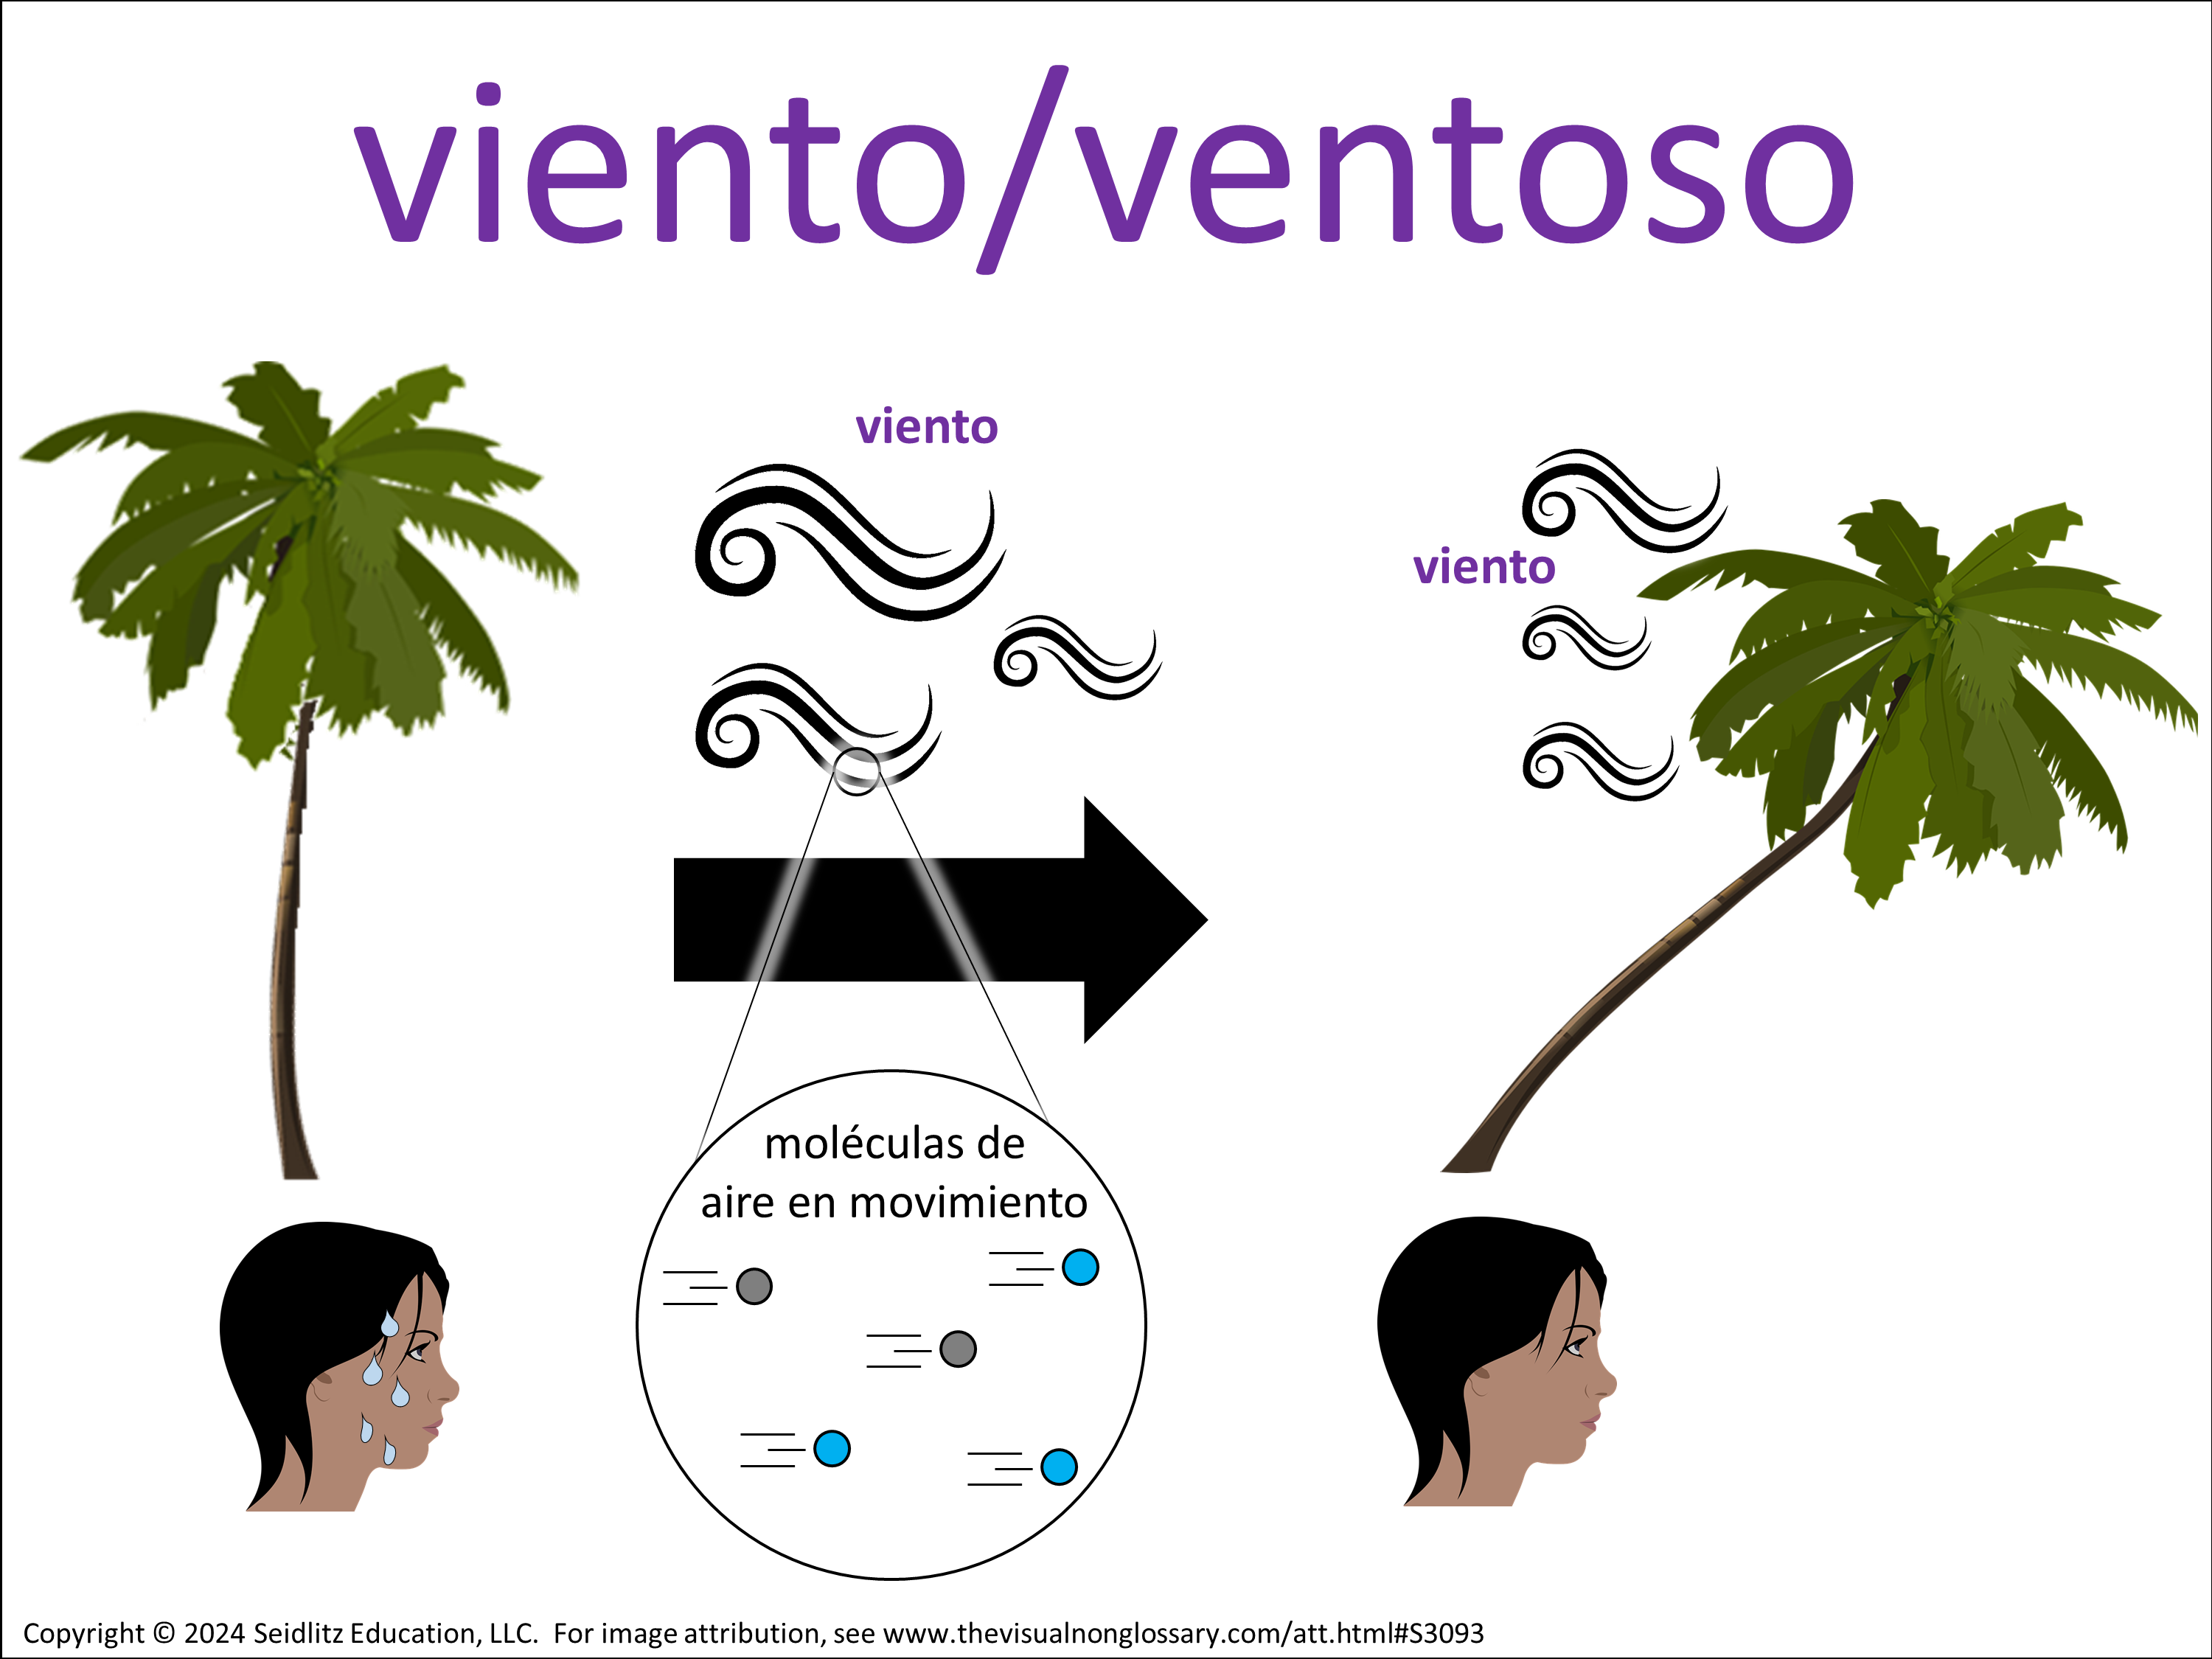 viento/ventoso
viento
viento
moléculas de
aire en movimiento
Copyright © 2024 Seidlitz Education, LLC.  For image attribution, see www.thevisualnonglossary.com/att.html#S3093